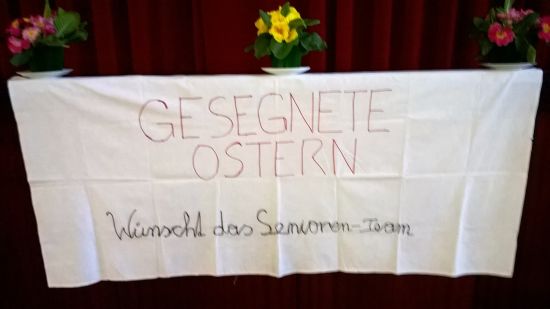 GESEGNETE
OSTERN
Wünscht das Senioren-Team